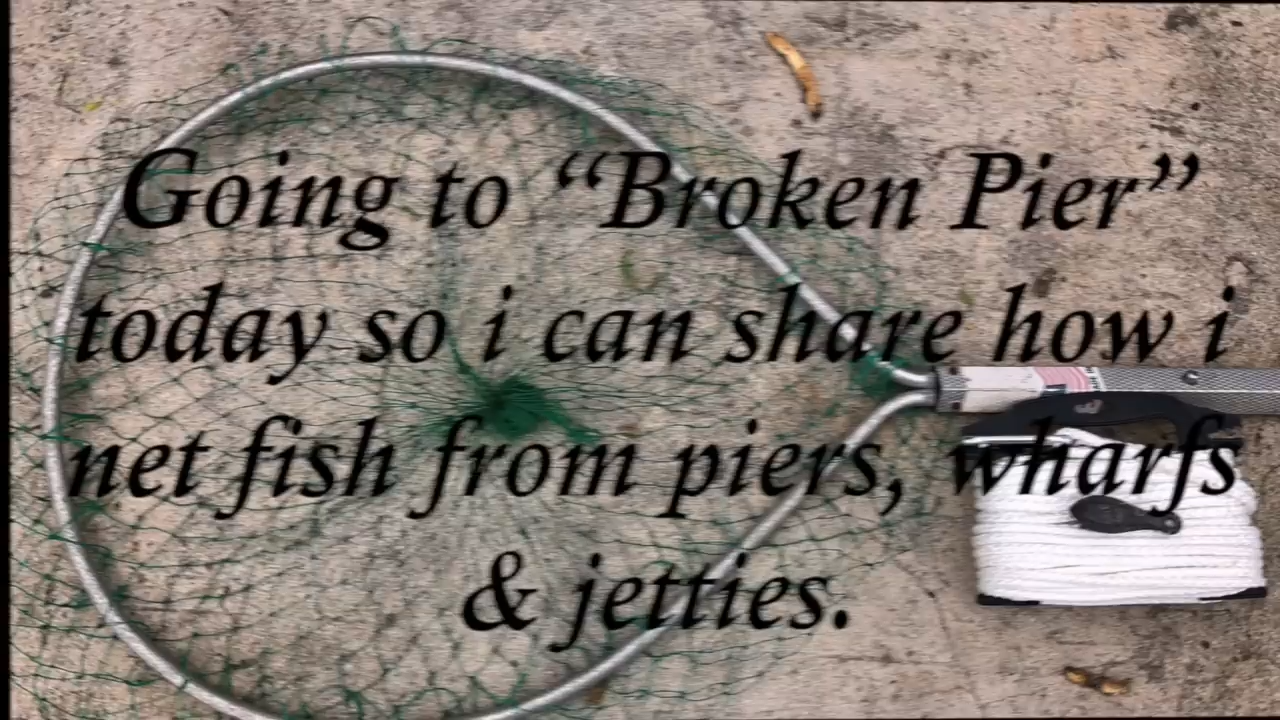 Going to “Broken Pier”
today so i can share how i
net fish from piers, wharfs
& jetties.